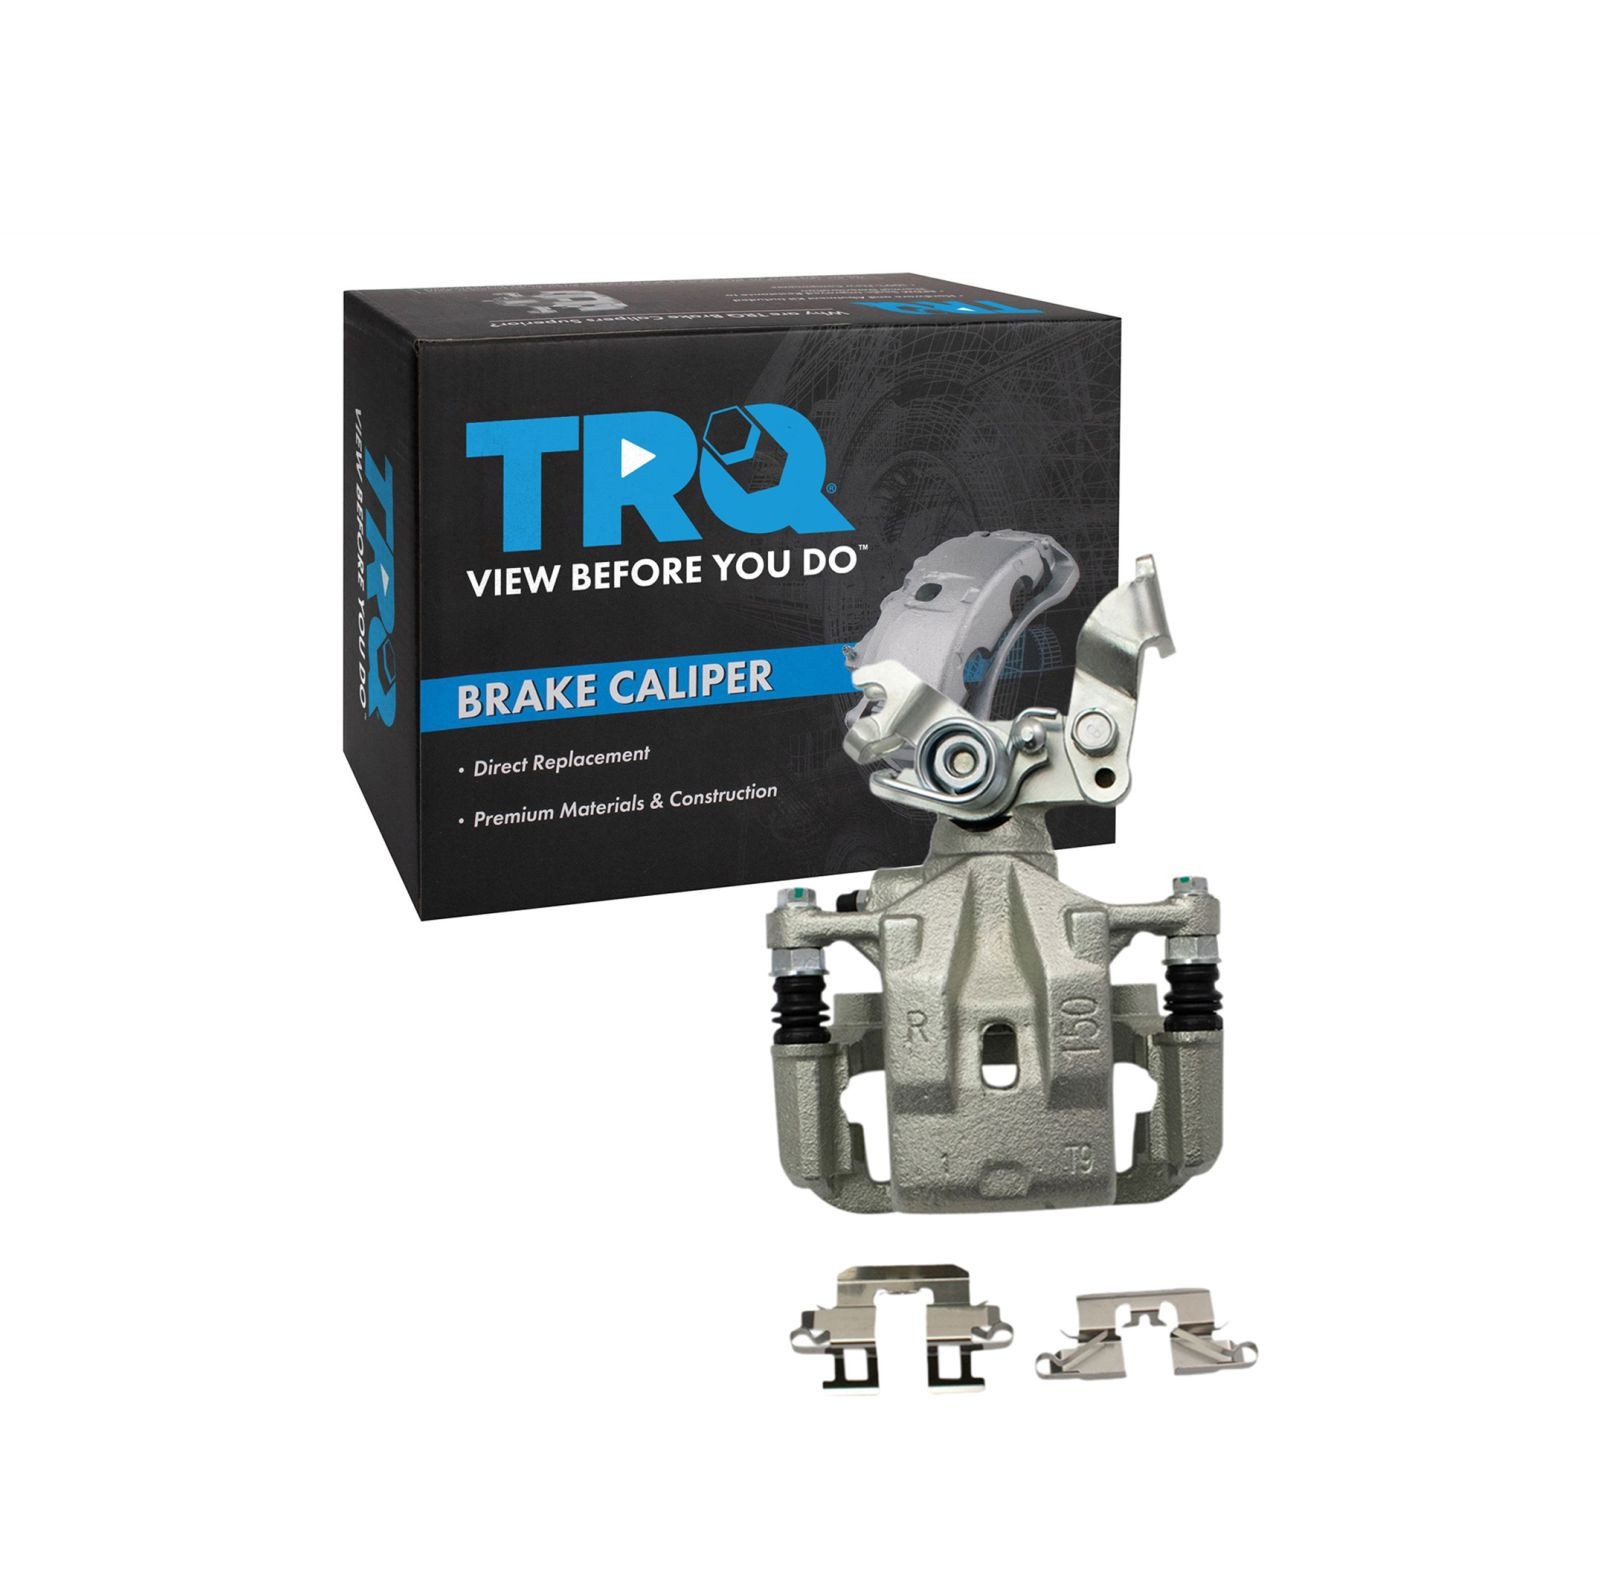 Why are TRQ Brake Calipers Superior?
TRQ
TRQ®
VIEW BEFORE YOU DO™
BRAKE CALIPER
• Direct Replacement
• Premium Materials & Construction
VIEW BEFORE YOU DO
TRQ
R
150
1
T9